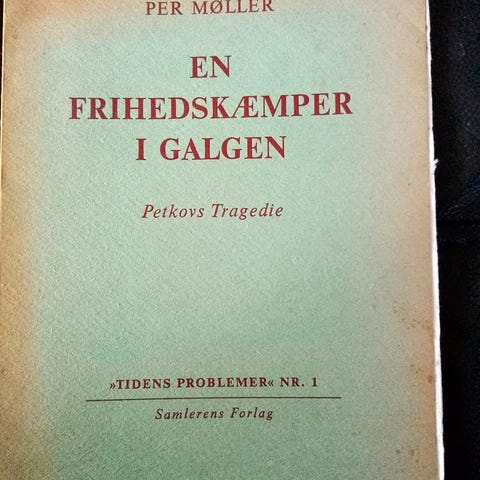 PER MØLLER
EN
FRIHEDSKÆMPER
I GALGEN
Petkovs Tragedie
»TIDENS PROBLEMER« NR. 1
Samlerens Forlag